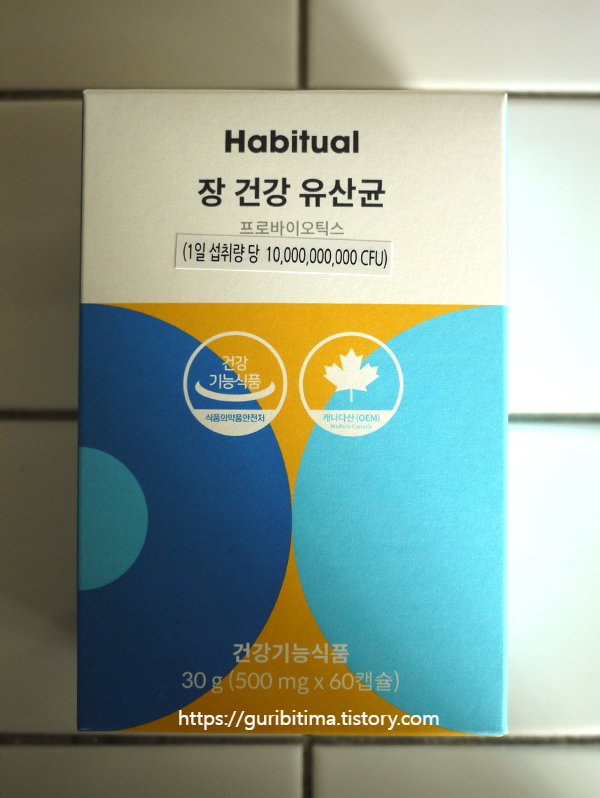 Habitual
장 건강 유산균
프로바이오틱스
(1일 섭취량 당 10,000,000,000 CFU)
건강
기능식품
식품의약품안전처
캐나다산(OEM)
Made in Canada
건강기능식품
30 g (500 mg x 60캡슐)
https://guribitima.tistory.com